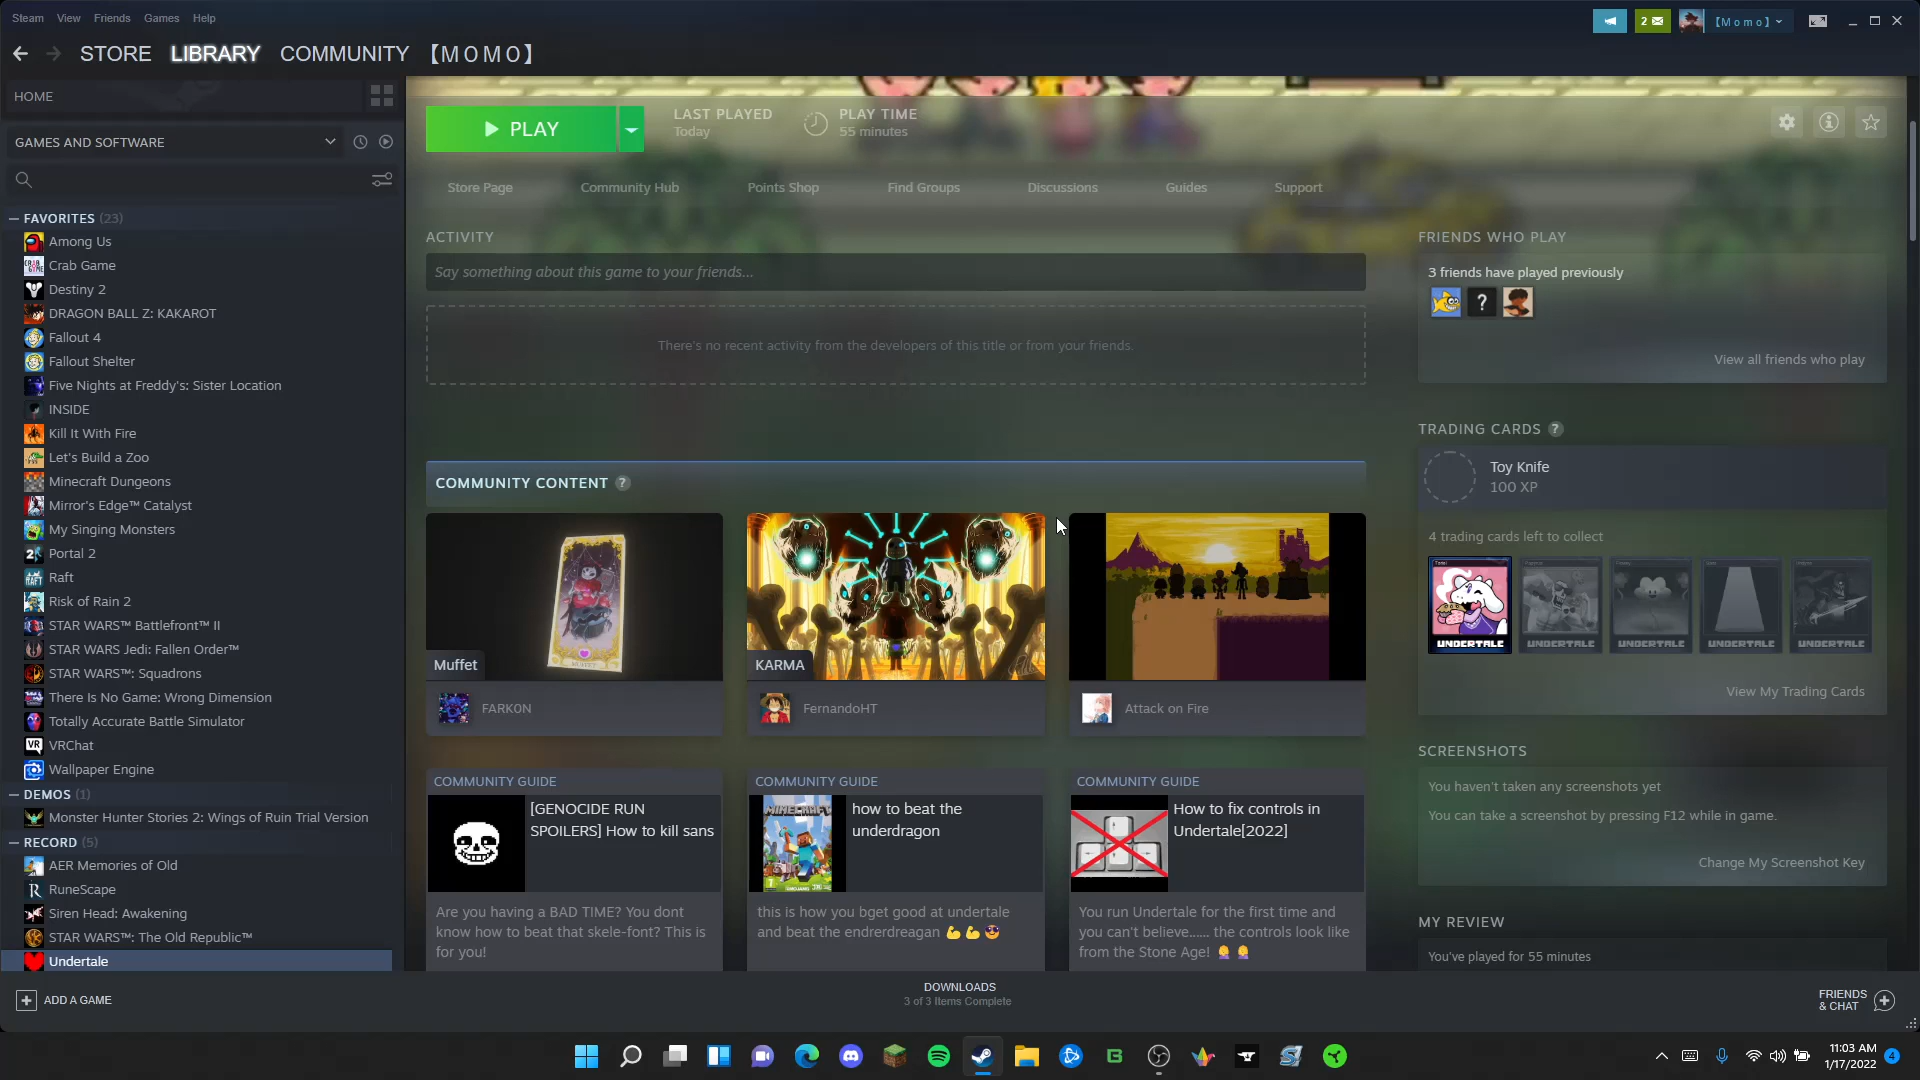 Steam View Friends Games Help
2
【Momo】
STORE LIBRARY COMMUNITY 【MOMO】
HOME
GAMES AND SOFTWARE
FAVORITES (23)
Among Us
Crab Game
Destiny 2
DRAGON BALL Z: KAKAROT
Fallout 4
Fallout Shelter
Five Nights at Freddy's: Sister Location
INSIDE
Kill It With Fire
Let's Build a Zoo
Minecraft Dungeons
Mirror's Edge™ Catalyst
My Singing Monsters
Portal 2
Raft
Risk of Rain 2
STAR WARS™ Battlefront™ II
STAR WARS Jedi: Fallen Order™
STAR WARS™: Squadrons
There Is No Game: Wrong Dimension
Totally Accurate Battle Simulator
VRChat
Wallpaper Engine
DEMOS (1)
Monster Hunter Stories 2: Wings of Ruin Trial Version
RECORD (5)
AER Memories of Old
RuneScape
Siren Head: Awakening
STAR WARS™: The Old Republic™
Undertale
PLAY
LAST PLAYED
Today
PLAY TIME
55 minutes
Store Page Community Hub Points Shop Find Groups Discussions Guides Support
ACTIVITY
Say something about this game to your friends...
There's no recent activity from the developers of this title or from your friends.
COMMUNITY CONTENT ?
Muffet
FARKON
KARMA
FernandoHT
Attack on Fire
COMMUNITY GUIDE
[GENOCIDE RUN
SPOILERS] How to kill sans
Are you having a BAD TIME? You dont
know how to beat that skele-font? This is
for you!
COMMUNITY GUIDE
MINECRAFT
how to beat the
underdragon
this is how you bget good at undertale
and beat the endrerdreagan 💪💪😎
COMMUNITY GUIDE
How to fix controls in
Undertale[2022]
You run Undertale for the first time and
you can't believe...... the controls look like
from the Stone Age! 🤦‍♀️🤦‍♀️
FRIENDS WHO PLAY
3 friends have played previously
?
View all friends who play
TRADING CARDS ?
Toy Knife
100 XP
4 trading cards left to collect
UNDERTALE UNDERTALE UNDERTALE UNDERTALE UNDERTALE
View My Trading Cards
SCREENSHOTS
You haven't taken any screenshots yet
You can take a screenshot by pressing F12 while in game.
Change My Screenshot Key
MY REVIEW
You've played for 55 minutes
ADD A GAME
DOWNLOADS
3 of 3 Items Complete
FRIENDS
& CHAT
11:03 AM
1/17/2022
4